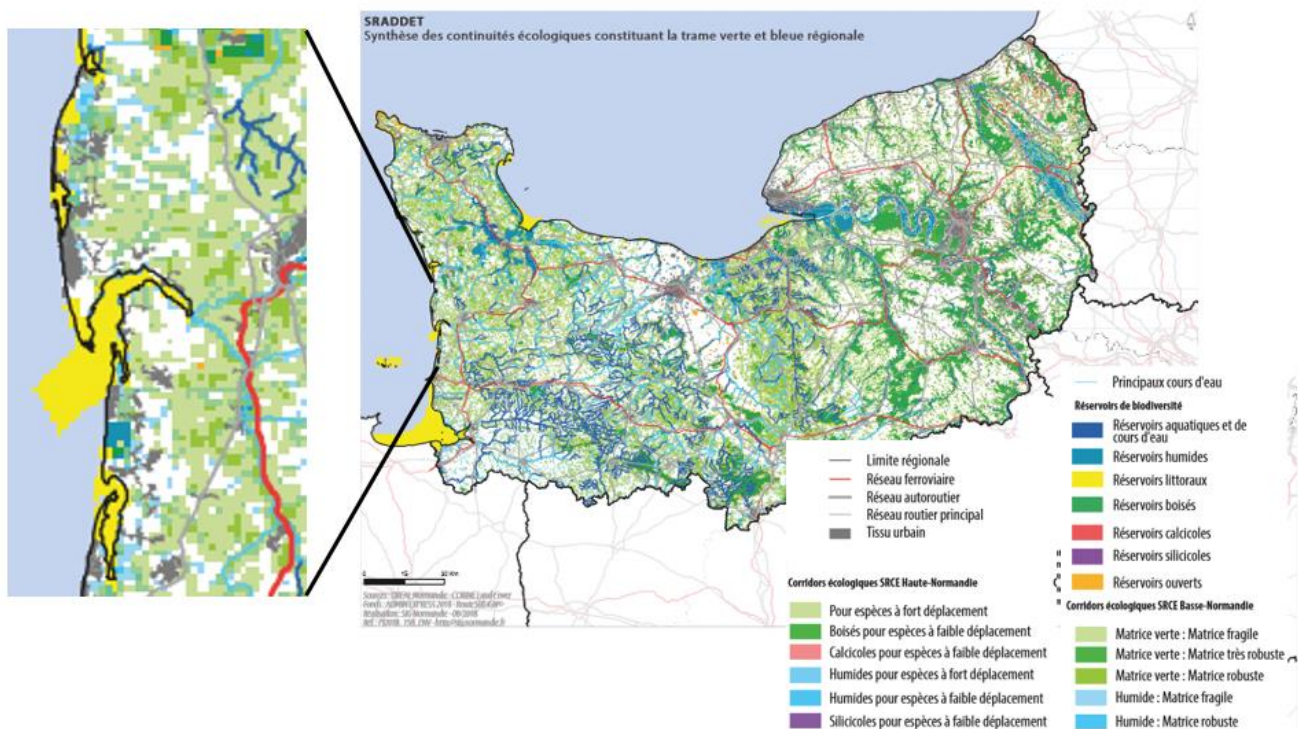 SRADDET
Synthèse des continuités écologiques constituant la trame verte et bleue régionale
Limite régionale
Réseau ferroviaire
Réseau autoroutier
Réseau routier principal
Tissu urbain
Corridors écologiques SRCE Haute-Normandie
Pour espèces à fort déplacement
Boisés pour espèces à faible déplacement
Calcicoles pour espèces à faible déplacement
Humides pour espèces à fort déplacement
Humides pour espèces à faible déplacement
Silicicoles pour espèces à faible déplacement
Principaux cours d'eau
Réservoirs de biodiversité
Réservoirs aquatiques et de
cours d'eau
Réservoirs humides
Réservoirs littoraux
Réservoirs boisés
Réservoirs calcicoles
Réservoirs silicicoles
Réservoirs ouverts
Corridors écologiques SRCE Basse-Normandie
Matrice verte : Matrice fragile
Matrice verte : Matrice très robuste
Matrice verte : Matrice robuste
Humide : Matrice fragile
Humide : Matrice robuste